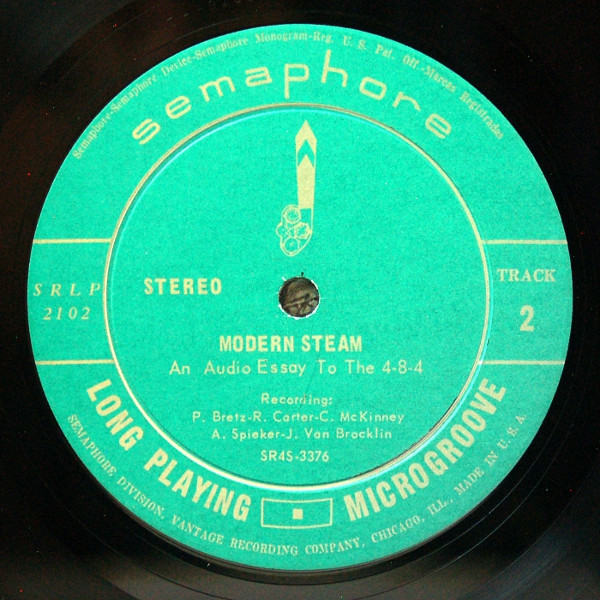 Semaphore-Semaphore Device-Semaphore Monogram-Reg. U. S. Pat. Off.-Marcas Registradas
semaphore
STEREO
SRLP
2102
TRACK
2
MODERN STEAM
An Audio Essay To The 4-8-4
Recording:
P. Bretz-R. Carter-C. McKinney
A. Spieker-J. Van Brocklin
SR4S-3376
LONG PLAYING MICROGROOVE
SEMAPHORE DIVISION, VANTAGE RECORDING COMPANY, CHICAGO, ILL., MADE IN U.S.A.